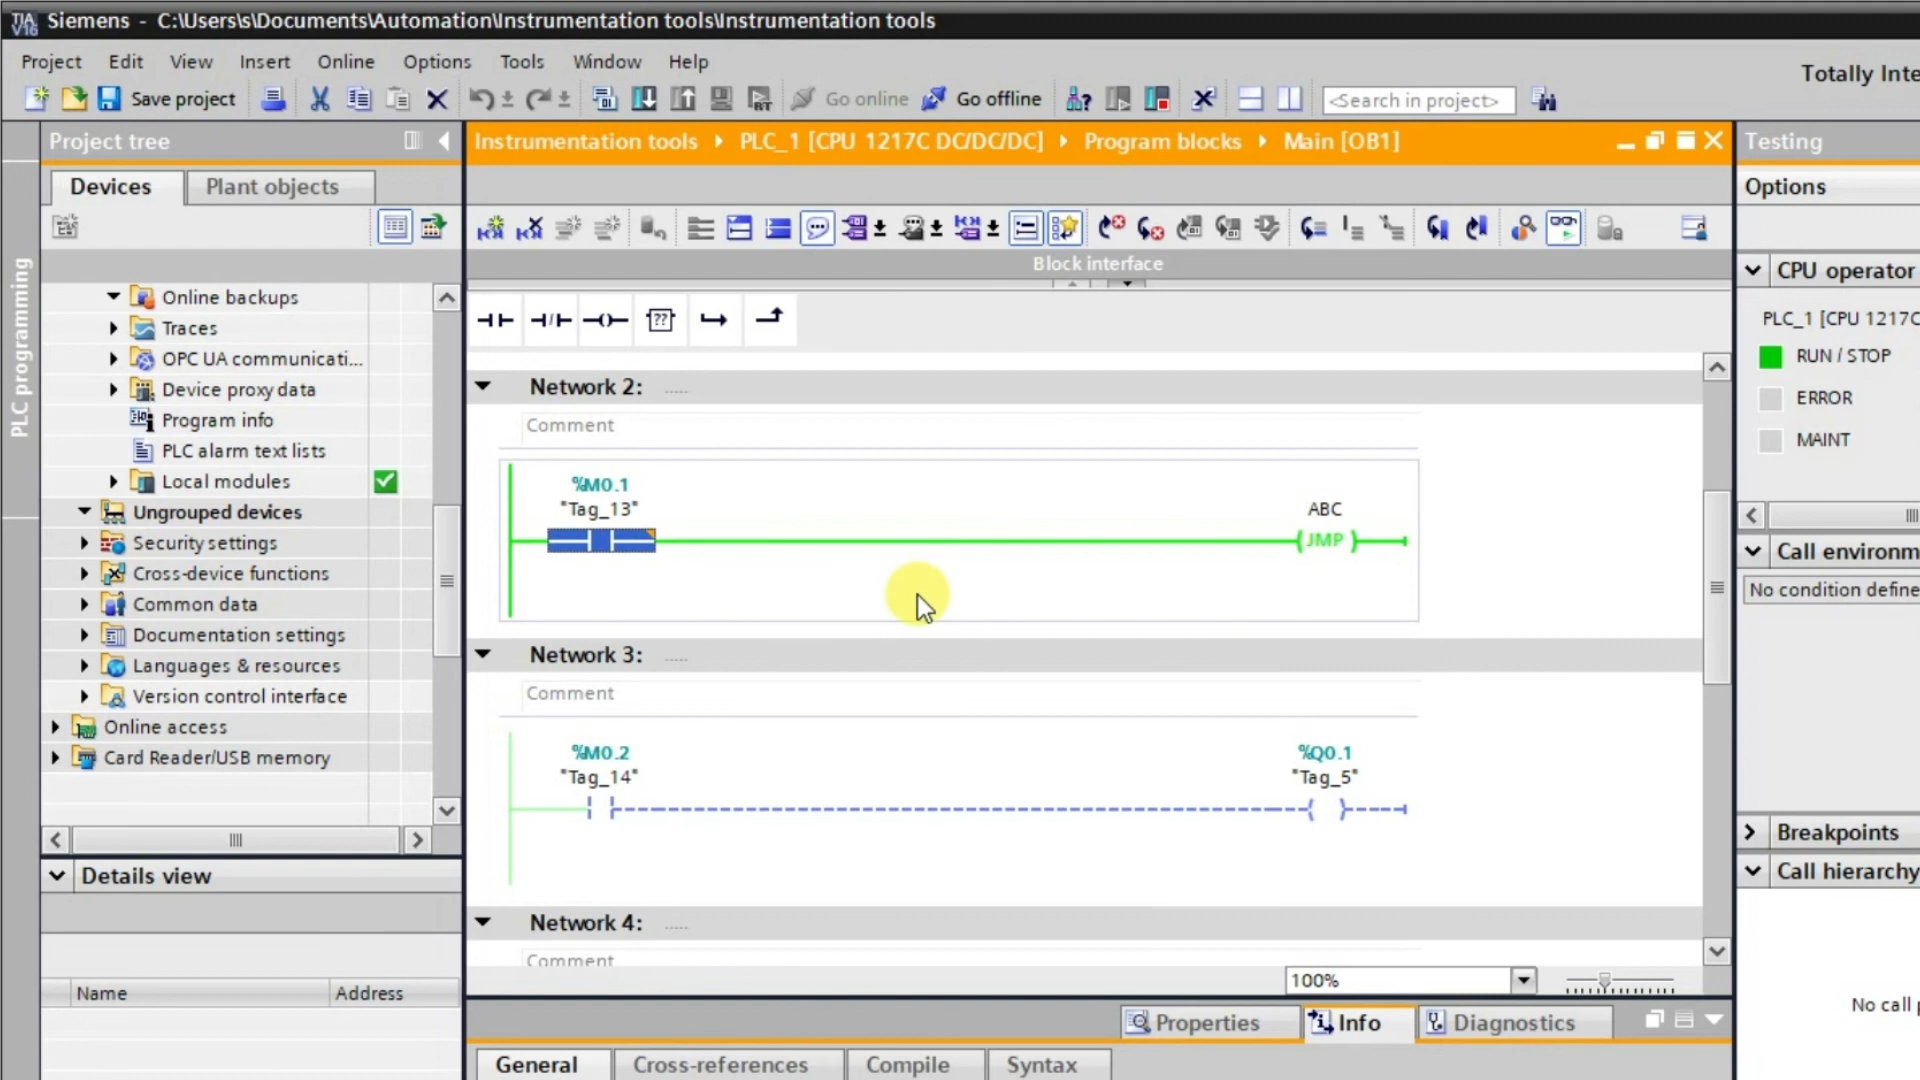 TIA V16 Siemens - C:\Users\s\Documents\Automation\Instrumentation tools\Instrumentation tools
Project Edit View Insert Online Options Tools Window Help
Totally Inte
Save project Go online Go offline <Search in project>
Project tree
Instrumentation tools PLC_1 [CPU 1217C DC/DC/DC] Program blocks Main [OB1]
Testing
Devices Plant objects
Options
PLC programming
Block interface
CPU operator
Online backups
Traces
OPC UA communicati...
Device proxy data
Program info
PLC alarm text lists
Local modules
Ungrouped devices
Security settings
Cross-device functions
Common data
Documentation settings
Languages & resources
Version control interface
Online access
Card Reader/USB memory
Details view
Name Address
??
Network 2: .....
Comment
%M0.1
"Tag_13"
ABC
JMP
Network 3: .....
Comment
%M0.2
"Tag_14"
%Q0.1
"Tag_5"
Network 4: .....
Comment
100%
Properties Info Diagnostics
General Cross-references Compile Syntax
PLC_1 [CPU 1217C
RUN / STOP
ERROR
MAINT
Call environm
No condition define
Breakpoints
Call hierarchy
No call p